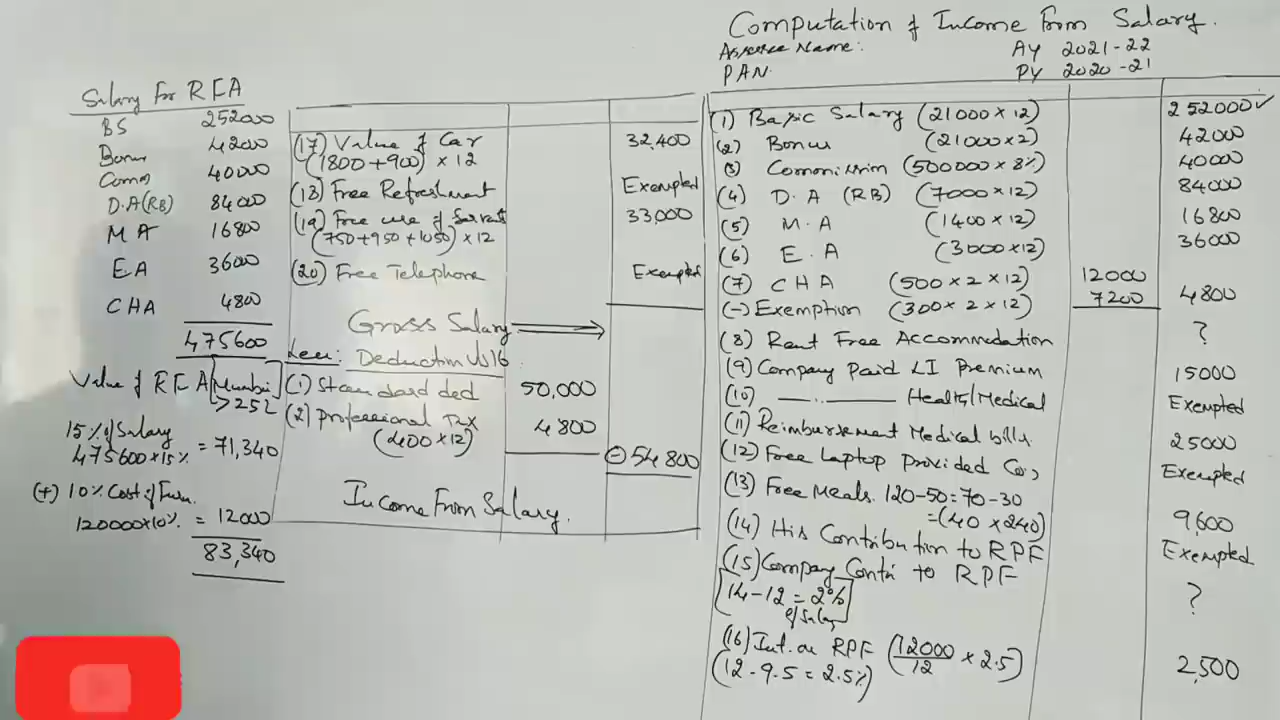 Computation of Income From Salary.
Assessee Name:
AY 2021-22
PAN.
PY 2020-21
Salary For RFA
BS 252000
Bonus 42000
Comm 40000
D.A(RB) 84000
MA 16800
EA 36000
CHA 4800
475600
Value of RFA [Mumbai]
>25L
15% of Salary
475600x15% = 71,340
(+) 10% Cost of Furn.
120000x10% = 12000
83,340
(17) Value of Car 32,400
(1800+900) x 12
(18) Free Refreshment Exempted
(19) Free use of Servant 33,000
(750+950+1050) x 12
(20) Free Telephone Exempted
Gross Salary
Less: Deduction U/s 16
(1) Standard ded 50,000
(2) Professional Tax 4800
(400 x 12)
(-) 54800
Income From Salary.
(1) Basic Salary (21000 x 12) 252000 ✓
(2) Bonus (21000 x 2) 42000
(3) Commission (500000 x 8%) 40000
(4) D.A (RB) (7000 x 12) 84000
(5) M.A (1400 x 12) 16800
(6) E.A (3000 x 12) 36000
(7) CHA (500 x 2 x 12) 12000
(-) Exemption (300 x 2 x 12) 7200 4800
(8) Rent Free Accommodation ?
(9) Company Paid LI Premium 15000
(10) —..— Health/Medical Exempted
(11) Reimbursement Medical bills. 25000
(12) Free Laptop Provided Co., Exempted
(13) Free Meals. 120-50=70-30
=(40 x 240) 9,600
(14) His Contribution to RPF Exempted
(15) Company Contri to RPF
[14-12 = 2% ?
of Salary]
(16) Int. on RPF (12000/12 x 2.5)
(12-9.5 = 2.5%) 2,500